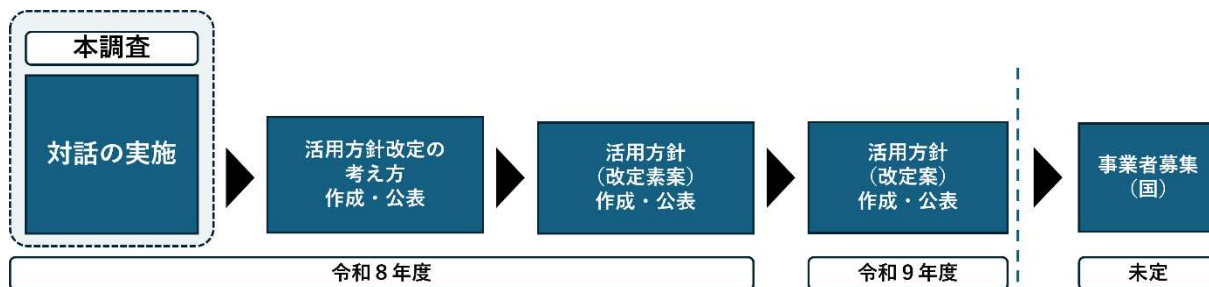 本調査
対話の実施
活用方針改定の
考え方
作成・公表
活用方針
（改定素案）
作成・公表
活用方針
（改定案）
作成・公表
事業者募集
（国）
令和８年度
令和９年度
未定